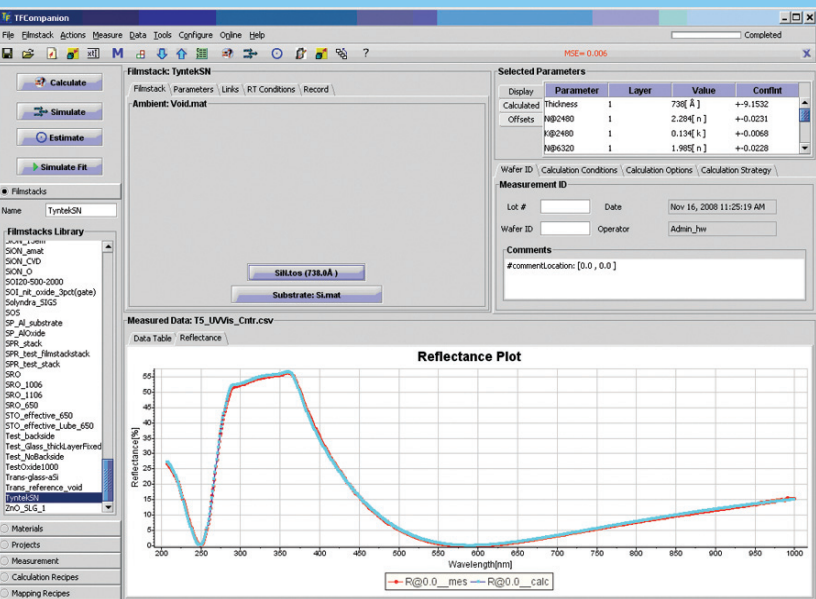 TFCompanion
File Filmstack Actions Measure Data Tools Configure Online Help
Completed
MSE= 0.006
Calculate
Simulate
Estimate
Simulate Fit
Filmstacks
Name TyntekSN
Filmstacks Library
SiON_amat
SiON_CVD
SiON_O
SOI20-500-2000
SOI_nit_oxide_3pct(gate)
Solyndra_SIGS
SOS
SP_Al_substrate
SP_AlOxide
SPR_stack
SPR_test_filmstackstack
SPR_test_stack
SRO
SRO_1006
SRO_1106
SRO_650
STO_effective_650
STO_effective_Lube_650
Test_backside
Test_Glass_thickLayerFixed
Test_NoBackside
TestOxide1000
Trans-glass-aSi
Trans_reference_void
TyntekSN
ZnO_SLG_1
Materials
Projects
Measurement
Calculation Recipes
Mapping Recipes
Filmstack: TyntekSN
Filmstack Parameters Links RT Conditions Record
Ambient: Void.mat
SiII.tos (738.0Å )
Substrate: Si.mat
Selected Parameters
Display Calculated Offsets
Parameter Layer Value ConfInt
Thickness 1 738[ Å ] +-9.1532
N@2480 1 2.284[ n ] +-0.0231
K@2480 1 0.134[ k ] +-0.0068
N@6320 1 1.985[ n ] +-0.0228
Wafer ID Calculation Conditions Calculation Options Calculation Strategy
Measurement ID
Lot # Date Nov 16, 2008 11:25:19 AM
Wafer ID Operator Admin_hw
Comments
#commentLocation: [0.0 , 0.0 ]
Measured Data: T5_UVVis_Cntr.csv
Data Table Reflectance
Reflectance Plot
Reflectance[%]
55
50
45
40
35
30
25
20
15
10
5
0
200 250 300 350 400 450 500 550 600 650 700 750 800 850 900 950 1000
Wavelength[nm]
R@0.0__mes R@0.0__calc